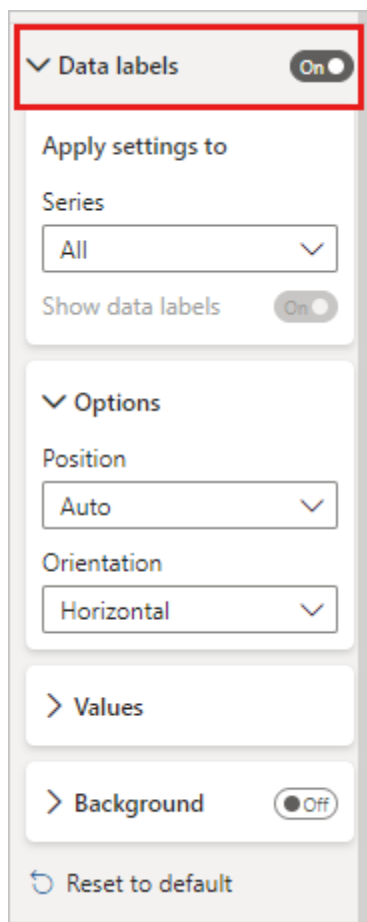 Data labels On
Apply settings to
Series
All
Show data labels On
Options
Position
Auto
Orientation
Horizontal
Values
Background Off
Reset to default